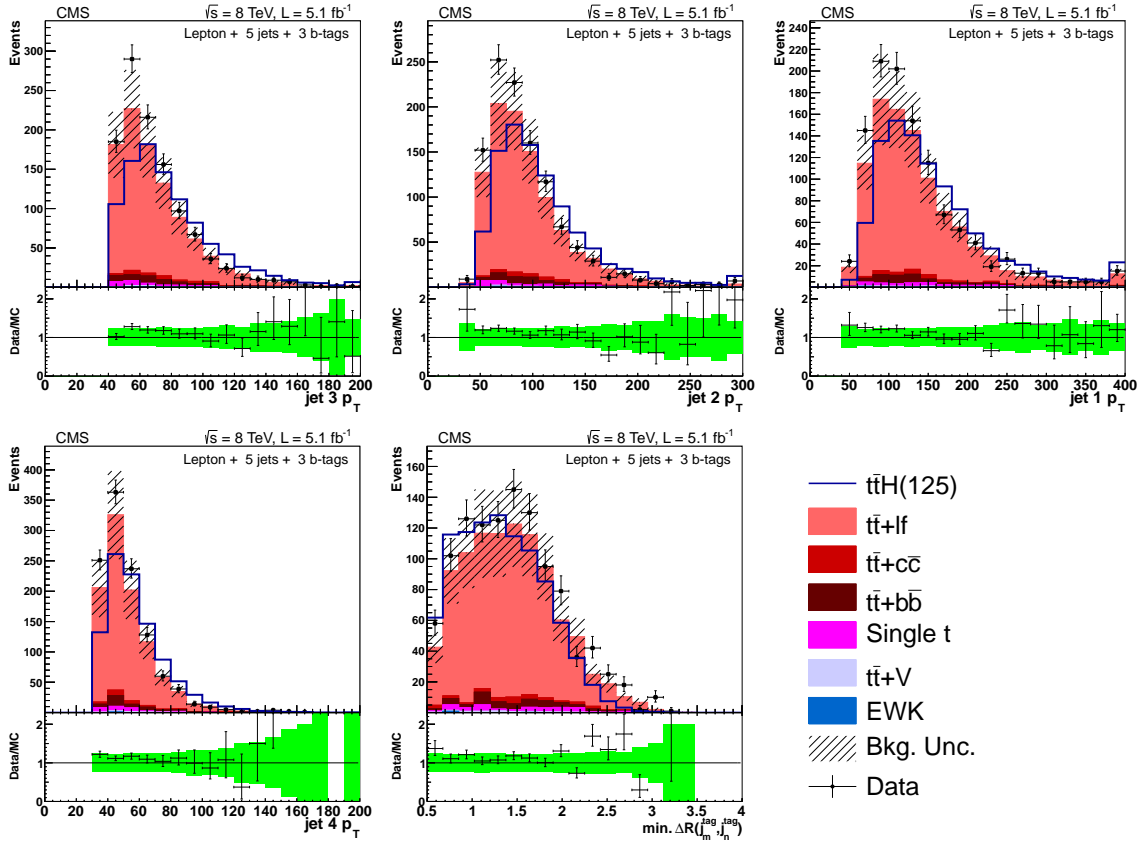 CMS √s = 8 TeV, L = 5.1 fb⁻¹
Lepton + 5 jets + 3 b-tags
Events
300
250
200
150
100
50
Data/MC
2
1
0
0 20 40 60 80 100 120 140 160 180 200
jet 3 p_T
CMS √s = 8 TeV, L = 5.1 fb⁻¹
Lepton + 5 jets + 3 b-tags
Events
300
250
200
150
100
50
Data/MC
2
1
0
0 50 100 150 200 250 300
jet 2 p_T
CMS √s = 8 TeV, L = 5.1 fb⁻¹
Lepton + 5 jets + 3 b-tags
Events
240
220
200
180
160
140
120
100
80
60
40
20
Data/MC
2
1
0
0 50 100 150 200 250 300 350 400
jet 1 p_T
CMS √s = 8 TeV, L = 5.1 fb⁻¹
Lepton + 5 jets + 3 b-tags
Events
400
350
300
250
200
150
100
50
Data/MC
2
1
0
0 20 40 60 80 100 120 140 160 180 200
jet 4 p_T
CMS √s = 8 TeV, L = 5.1 fb⁻¹
Lepton + 5 jets + 3 b-tags
Events
160
140
120
100
80
60
40
20
Data/MC
2
1
0
0.5 1 1.5 2 2.5 3 3.5 4
min. ΔR(j_m^tag, j_n^tag)
tt̄H(125)
tt̄+lf
tt̄+cc̄
tt̄+bb̄
Single t
tt̄+V
EWK
Bkg. Unc.
Data